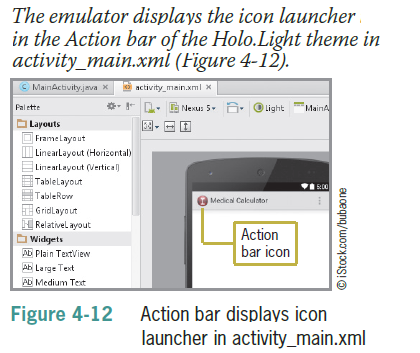 The emulator displays the icon launcher
in the Action bar of the Holo.Light theme in
activity_main.xml (Figure 4-12).
MainActivity.java × activity_main.xml ×
Palette
Nexus 5 Light MainA
Layouts
FrameLayout
LinearLayout (Horizontal)
LinearLayout (Vertical)
TableLayout
TableRow
GridLayout
RelativeLayout
Widgets
Plain TextView
Large Text
Medium Text
5:00
Medical Calculator
Action
bar icon
© iStock.com/bubaone
Figure 4-12 Action bar displays icon
launcher in activity_main.xml